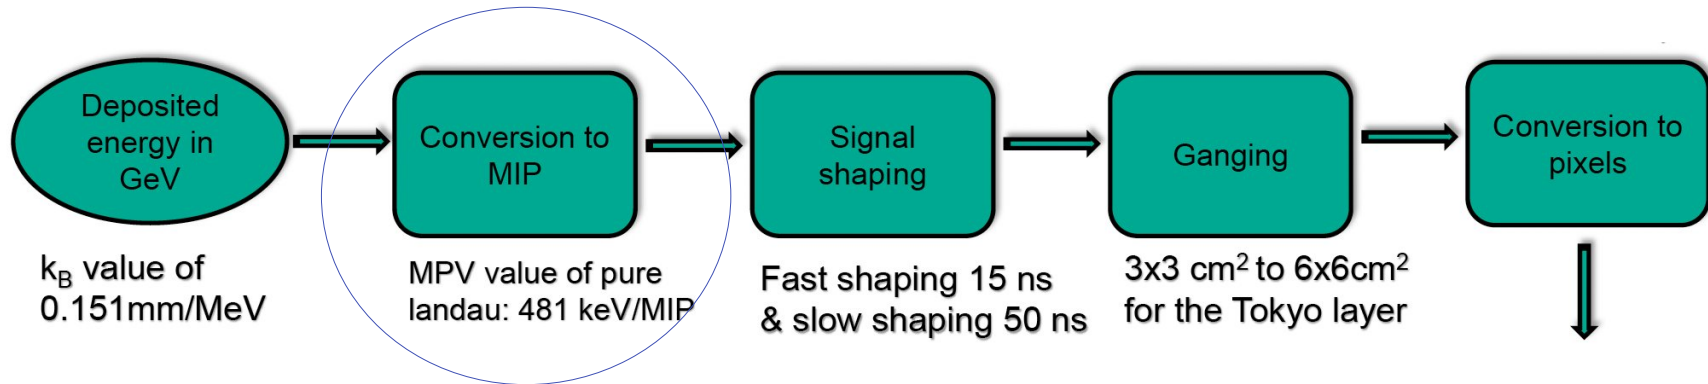 Deposited
energy in
GeV
k_B value of
0.151mm/MeV
Conversion to
MIP
MPV value of pure
landau: 481 keV/MIP
Signal
shaping
Fast shaping 15 ns
& slow shaping 50 ns
Ganging
3x3 cm² to 6x6cm²
for the Tokyo layer
Conversion to
pixels